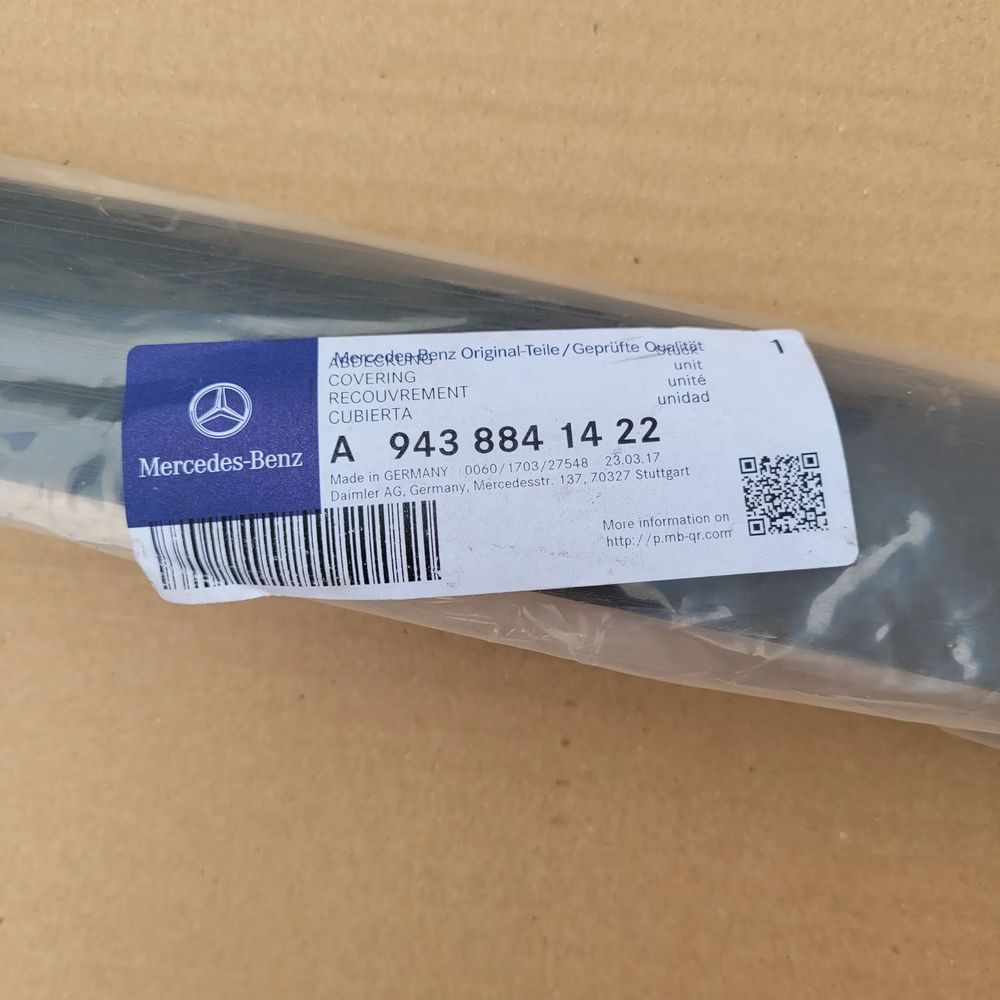 Mercedes-Benz
Mercedes-Benz Original-Teile / Geprüfte Qualität
1
ABDECKUNG Stück
COVERING unit
RECOUVREMENT unité
CUBIERTA unidad
A 943 884 14 22
Made in GERMANY 0060/1703/27548 23.03.17
Daimler AG, Germany, Mercedesstr. 137, 70327 Stuttgart
More information on
http://p.mb-qr.com